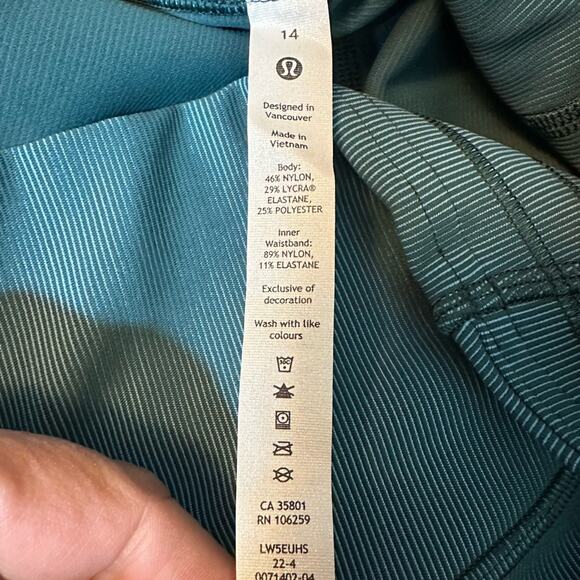 14
Designed in
Vancouver
Made in
Vietnam
Body:
46% NYLON,
29% LYCRA®
ELASTANE,
25% POLYESTER
Inner
Waistband:
89% NYLON,
11% ELASTANE
Exclusive of
decoration
Wash with like
colours
30C
CA 35801
RN 106259
LW5EUHS
22-4
0071402-04